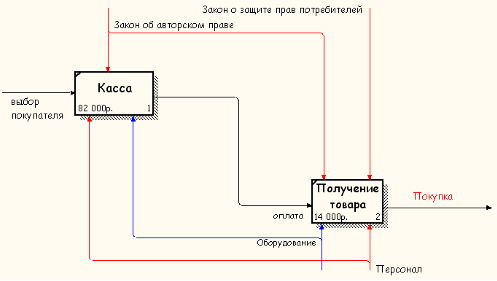 Закон о защите прав потребителей
Закон об авторском праве
Касса
82 000р. 1
выбор
покупателя
Получение
товара
14 000р. 2
Покупка
оплата
Оборудование
Персонал